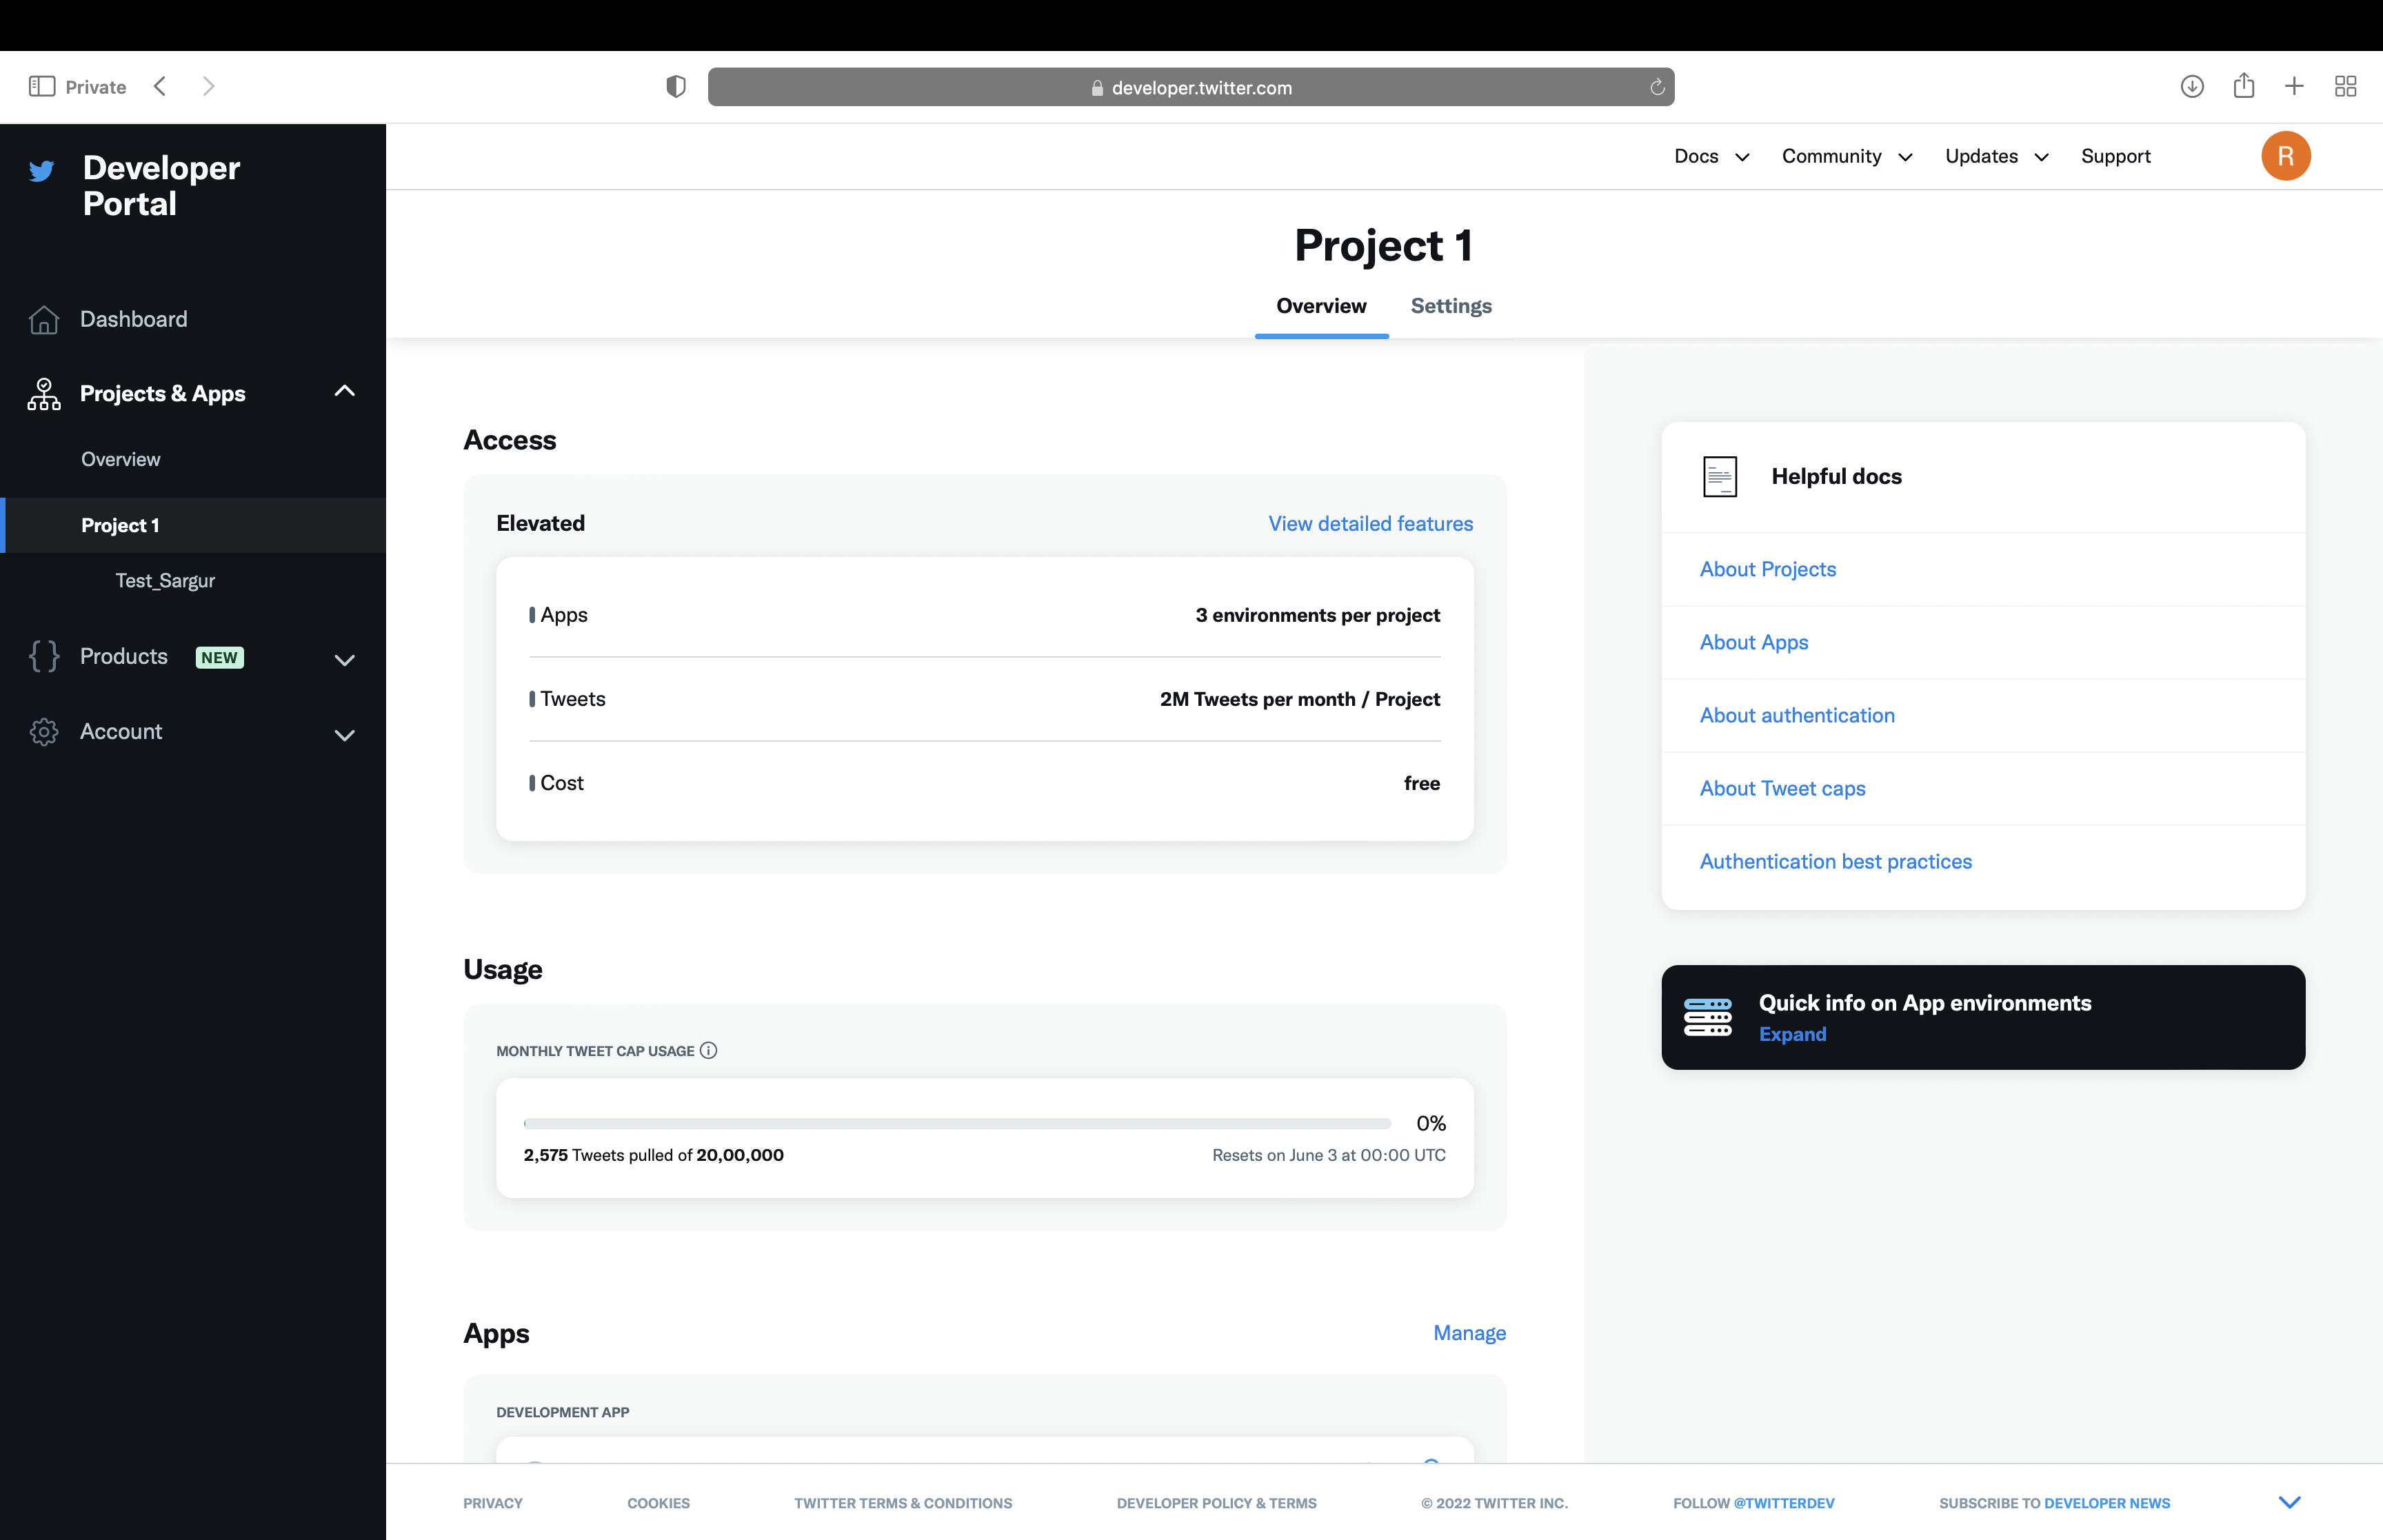 Private
developer.twitter.com
Developer
Portal
Docs
Community
Updates
Support
R
Project 1
Overview
Settings
Dashboard
Projects & Apps
Overview
Project 1
Test_Sargur
Products NEW
Account
Access
Elevated
View detailed features
Apps
3 environments per project
Tweets
2M Tweets per month / Project
Cost
free
Usage
MONTHLY TWEET CAP USAGE
0%
2,575 Tweets pulled of 20,00,000
Resets on June 3 at 00:00 UTC
Apps
Manage
DEVELOPMENT APP
Helpful docs
About Projects
About Apps
About authentication
About Tweet caps
Authentication best practices
Quick info on App environments
Expand
PRIVACY
COOKIES
TWITTER TERMS & CONDITIONS
DEVELOPER POLICY & TERMS
© 2022 TWITTER INC.
FOLLOW @TWITTERDEV
SUBSCRIBE TO DEVELOPER NEWS